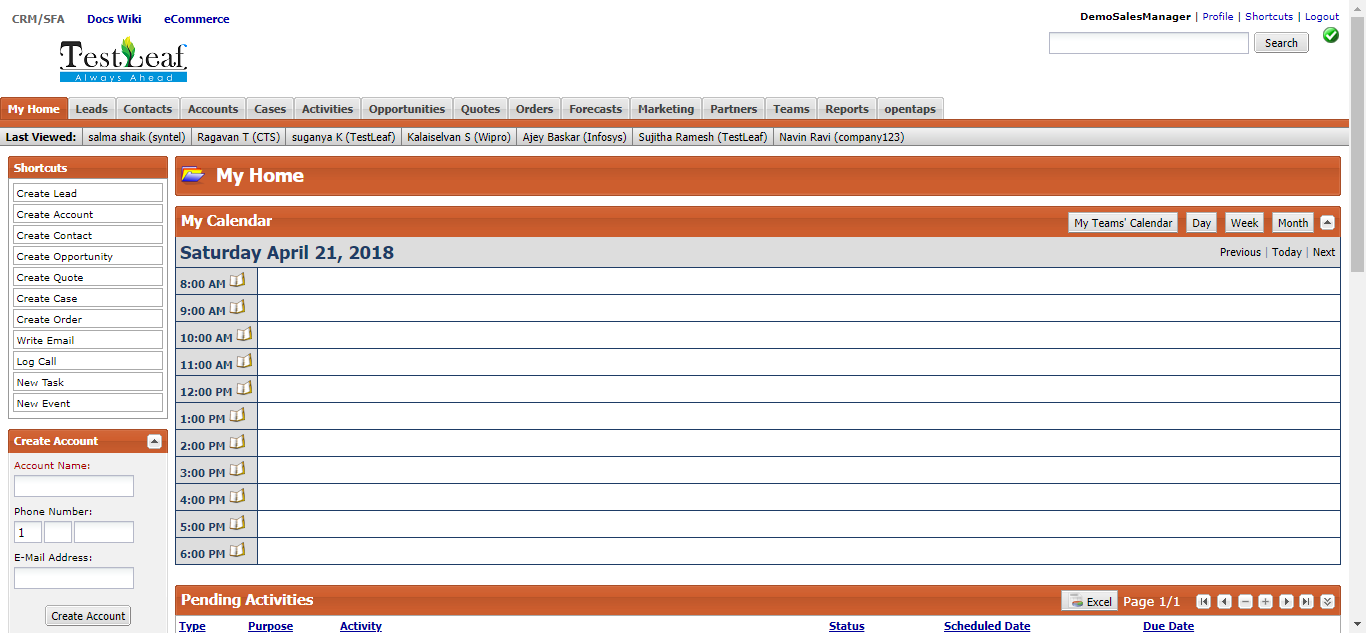 CRM/SFA Docs Wiki eCommerce
DemoSalesManager | Profile | Shortcuts | Logout
Search
TestLeaf
Always Ahead
My Home Leads Contacts Accounts Cases Activities Opportunities Quotes Orders Forecasts Marketing Partners Teams Reports opentaps
Last Viewed: salma shaik (syntel) Ragavan T (CTS) suganya K (TestLeaf) Kalaiselvan S (Wipro) Ajey Baskar (Infosys) Sujitha Ramesh (TestLeaf) Navin Ravi (company123)
Shortcuts
Create Lead
Create Account
Create Contact
Create Opportunity
Create Quote
Create Case
Create Order
Write Email
Log Call
New Task
New Event
Create Account
Account Name:
Phone Number:
1
E-Mail Address:
Create Account
My Home
My Calendar My Teams' Calendar Day Week Month
Saturday April 21, 2018 Previous | Today | Next
8:00 AM
9:00 AM
10:00 AM
11:00 AM
12:00 PM
1:00 PM
2:00 PM
3:00 PM
4:00 PM
5:00 PM
6:00 PM
Pending Activities Excel Page 1/1
Type Purpose Activity Status Scheduled Date Due Date